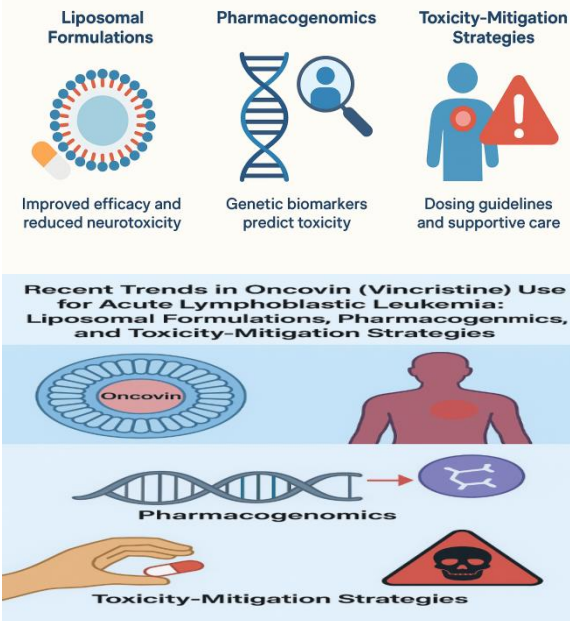 Liposomal
Formulations
Pharmacogenomics
Toxicity-Mitigation
Strategies
Improved efficacy and
reduced neurotoxicity
Genetic biomarkers
predict toxicity
Dosing guidelines
and supportive care
Recent Trends in Oncovin (Vincristine) Use
for Acute Lymphoblastic Leukemia:
Liposomal Formulations, Pharmacogenmics,
and Toxicity-Mitigation Strategies
Oncovin
Pharmacogenomics
Toxicity-Mitigation Strategies